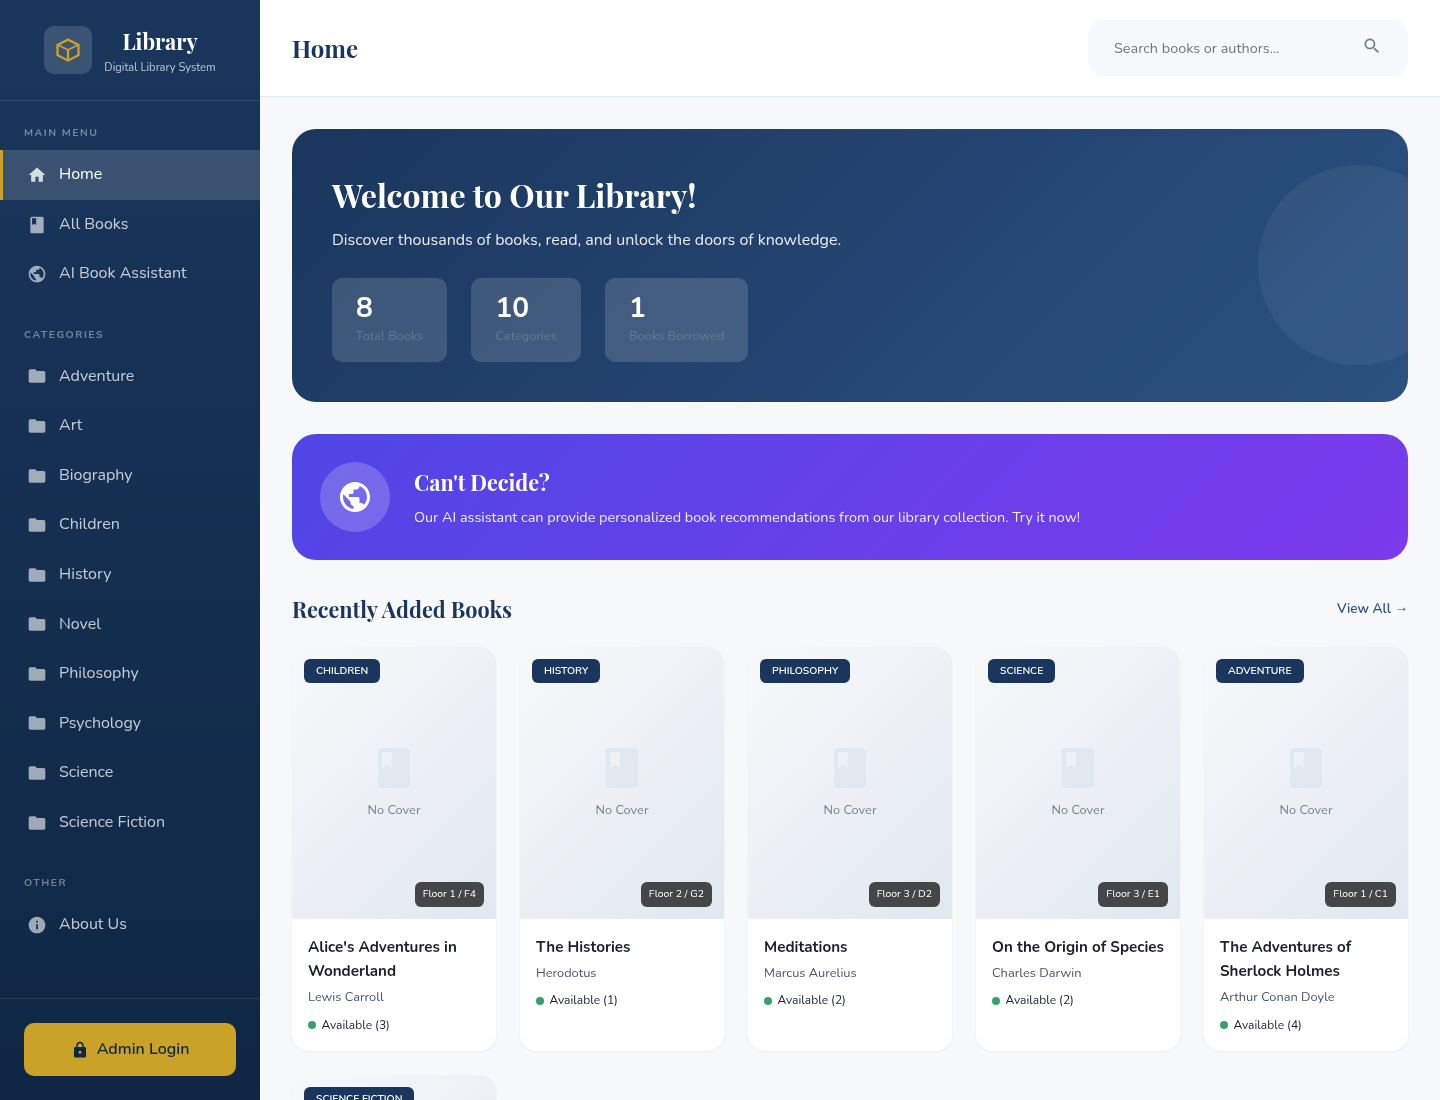 Library
Digital Library System
MAIN MENU
Home
All Books
AI Book Assistant
CATEGORIES
Adventure
Art
Biography
Children
History
Novel
Philosophy
Psychology
Science
Science Fiction
OTHER
About Us
Admin Login
Home
Search books or authors...
Welcome to Our Library!
Discover thousands of books, read, and unlock the doors of knowledge.
8
Total Books
10
Categories
1
Books Borrowed
Can't Decide?
Our AI assistant can provide personalized book recommendations from our library collection. Try it now!
Recently Added Books
View All →
CHILDREN
No Cover
Floor 1 / F4
Alice's Adventures in
Wonderland
Lewis Carroll
Available (3)
HISTORY
No Cover
Floor 2 / G2
The Histories
Herodotus
Available (1)
PHILOSOPHY
No Cover
Floor 3 / D2
Meditations
Marcus Aurelius
Available (2)
SCIENCE
No Cover
Floor 3 / E1
On the Origin of Species
Charles Darwin
Available (2)
ADVENTURE
No Cover
Floor 1 / C1
The Adventures of
Sherlock Holmes
Arthur Conan Doyle
Available (4)
SCIENCE FICTION